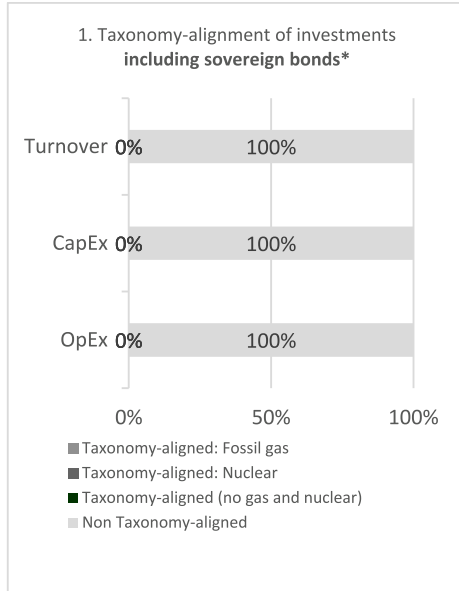 1. Taxonomy-alignment of investments
including sovereign bonds*
Turnover 0% 100%
CapEx 0% 100%
OpEx 0% 100%
0% 50% 100%
Taxonomy-aligned: Fossil gas
Taxonomy-aligned: Nuclear
Taxonomy-aligned (no gas and nuclear)
Non Taxonomy-aligned